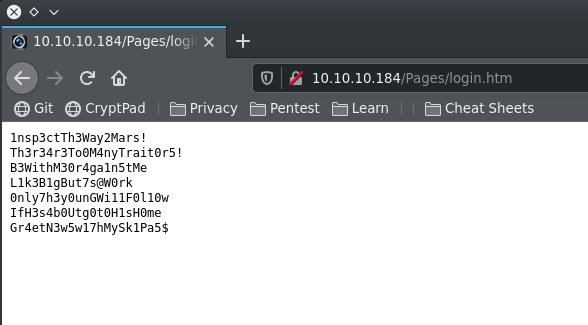 10.10.10.184/Pages/logi
10.10.10.184/Pages/login.htm
Git CryptPad Privacy Pentest Learn Cheat Sheets
1nsp3ctTh3Way2Mars!
Th3r34r3To0M4nyTrait0r5!
B3WithM30r4ga1n5tMe
L1k3B1gBut7s@W0rk
0nly7h3y0unGWi11F0l10w
IfH3s4b0Utg0t0H1sH0me
Gr4etN3w5w17hMySk1Pa5$